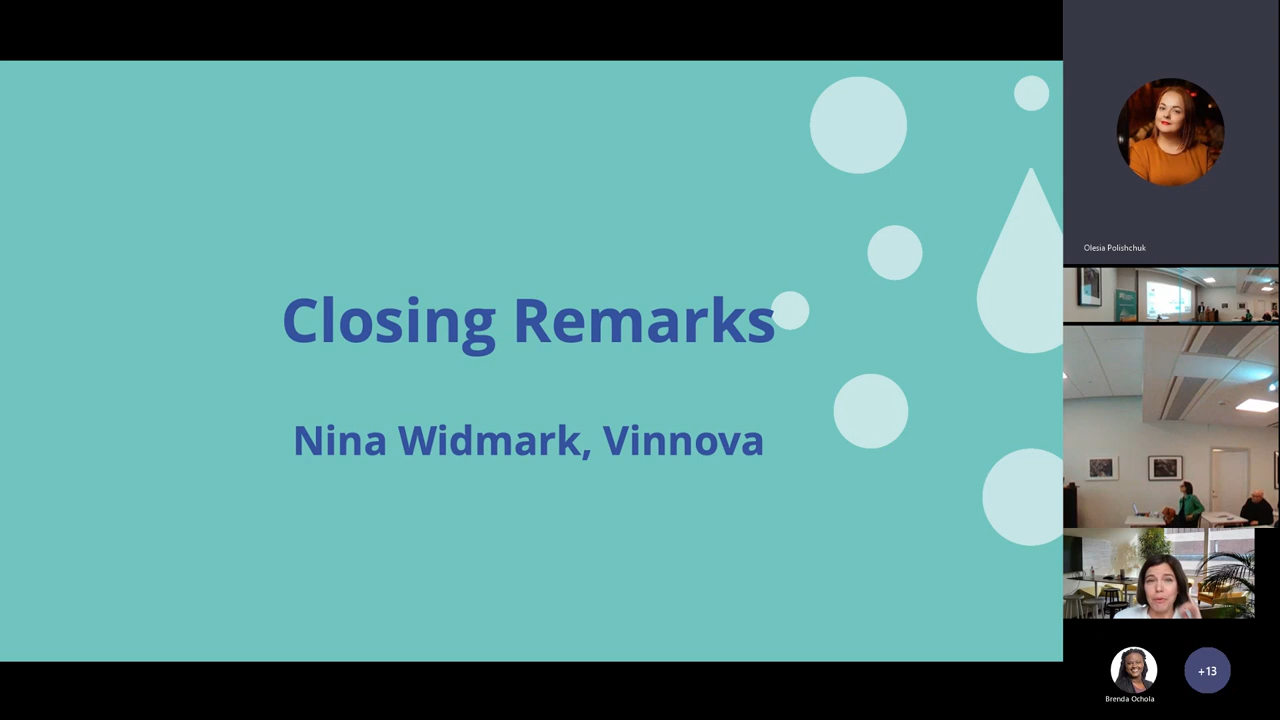 Closing Remarks
Nina Widmark, Vinnova
Olesia Polishchuk
Brenda Ochola
+13